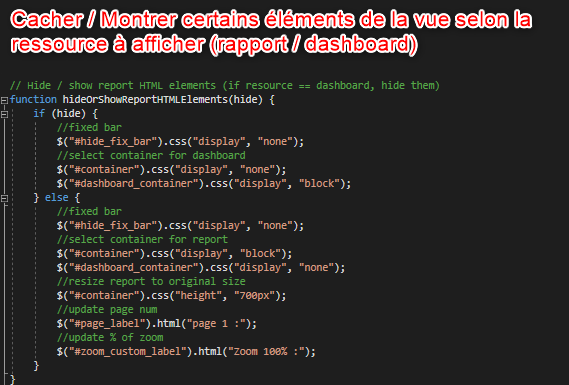 Cacher / Montrer certains éléments de la vue selon la
ressource à afficher (rapport / dashboard)
// Hide / show report HTML elements (if resource == dashboard, hide them)
function hideOrShowReportHTMLElements(hide) {
if (hide) {
//fixed bar
$("#hide_fix_bar").css("display", "none");
//select container for dashboard
$("#container").css("display", "none");
$("#dashboard_container").css("display", "block");
} else {
//fixed bar
$("#hide_fix_bar").css("display", "none");
//select container for report
$("#container").css("display", "block");
$("#dashboard_container").css("display", "none");
//resize report to original size
$("#container").css("height", "700px");
//update page num
$("#page_label").html("page 1 :");
//update % of zoom
$("#zoom_custom_label").html("Zoom 100% :");
}
}